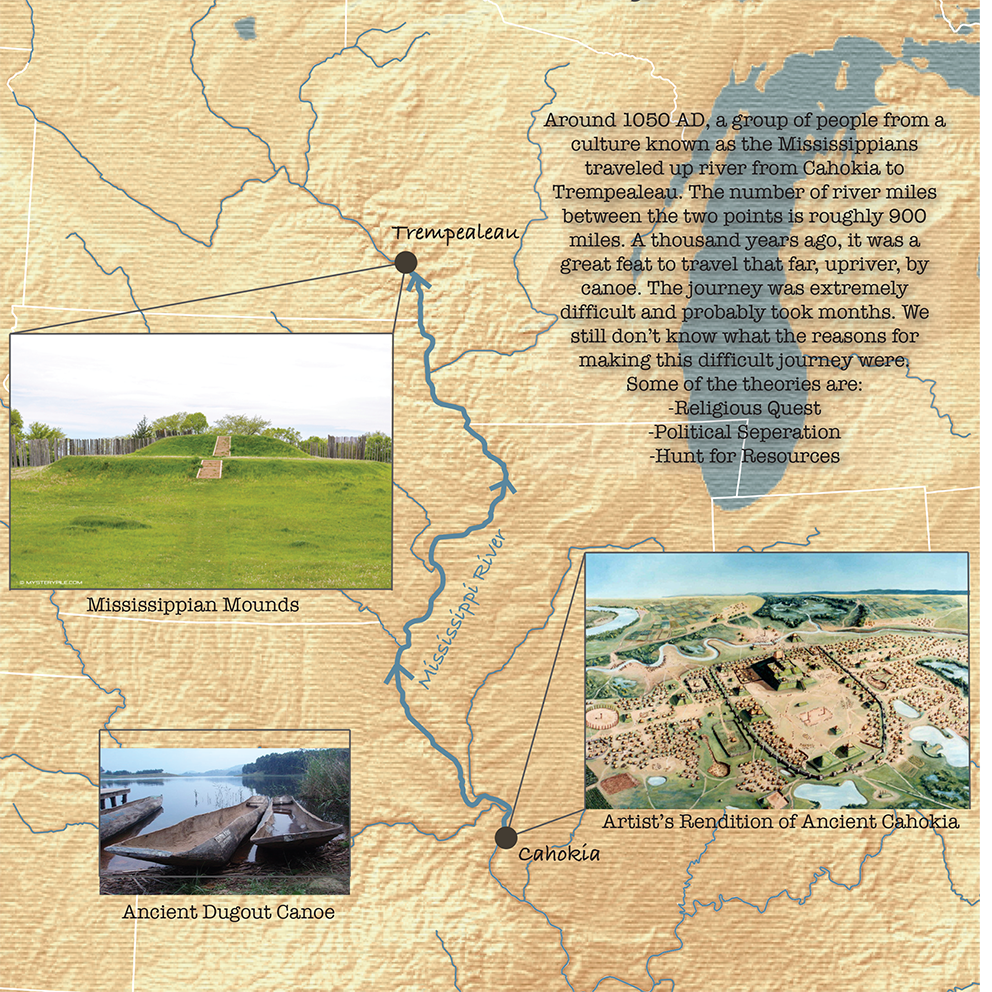 Around 1050 AD, a group of people from a
culture known as the Mississippians
traveled up river from Cahokia to
Trempealeau. The number of river miles
between the two points is roughly 900
miles. A thousand years ago, it was a
great feat to travel that far, upriver, by
canoe. The journey was extremely
difficult and probably took months. We
still don't know what the reasons for
making this difficult journey were.
Some of the theories are:
-Religious Quest
-Political Seperation
-Hunt for Resources
Trempealeau
© MYSTERYPILE.COM
Mississippian Mounds
Mississippi River
Artist's Rendition of Ancient Cahokia
Cahokia
Ancient Dugout Canoe